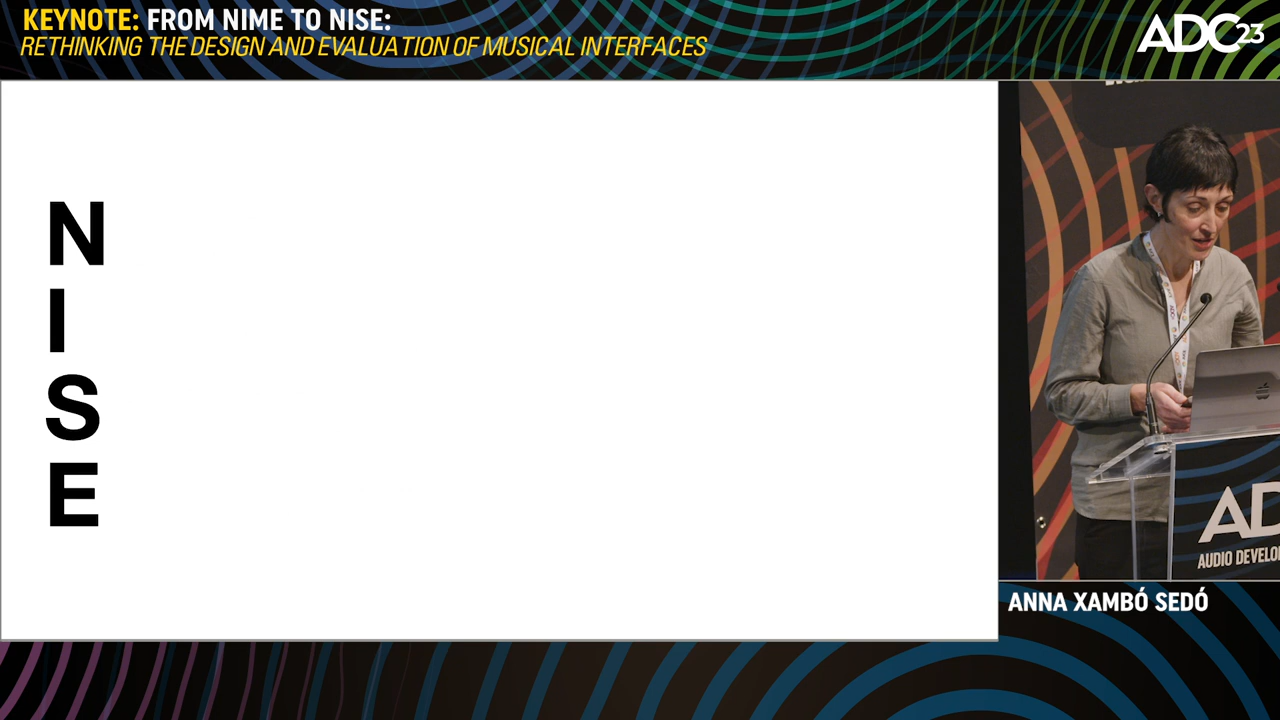 KEYNOTE: FROM NIME TO NISE:
RETHINKING THE DESIGN AND EVALUATION OF MUSICAL INTERFACES
ADC23
N
I
S
E
AD
AUDIO DEVELO
ANNA XAMBÓ SEDÓ